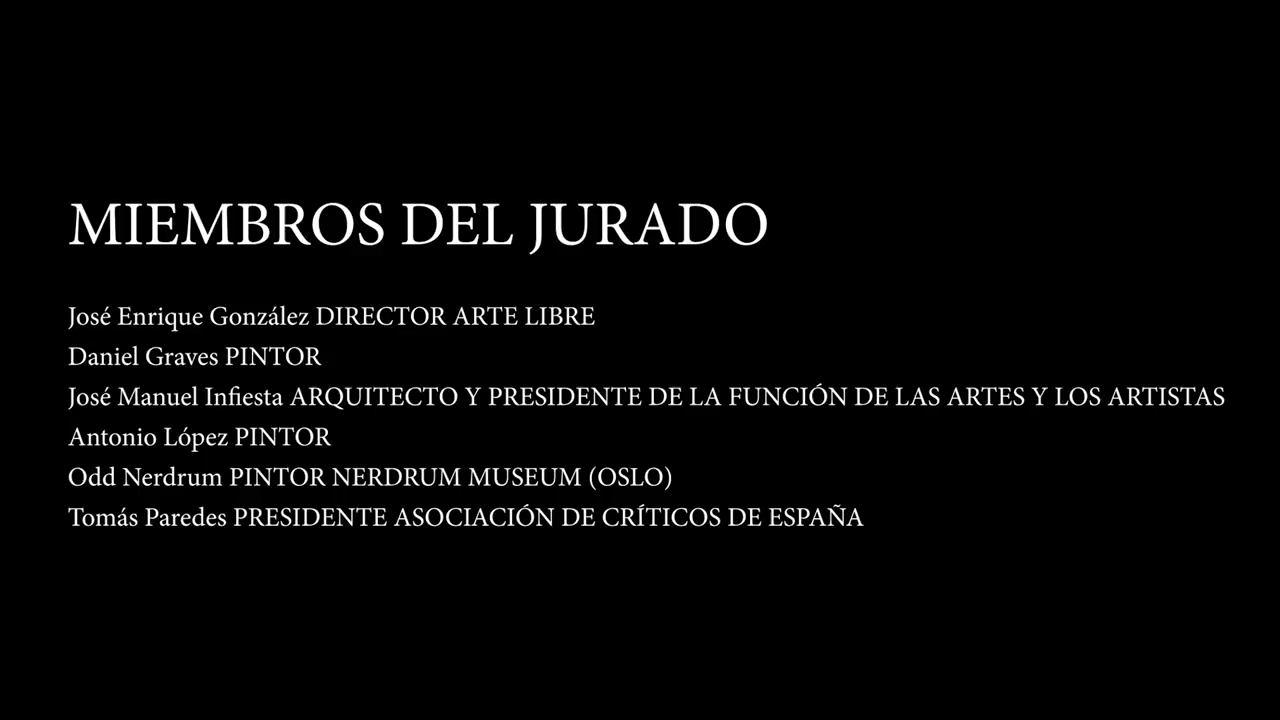 MIEMBROS DEL JURADO
José Enrique González DIRECTOR ARTE LIBRE
Daniel Graves PINTOR
José Manuel Infiesta ARQUITECTO Y PRESIDENTE DE LA FUNCIÓN DE LAS ARTES Y LOS ARTISTAS
Antonio López PINTOR
Odd Nerdrum PINTOR NERDRUM MUSEUM (OSLO)
Tomás Paredes PRESIDENTE ASOCIACIÓN DE CRÍTICOS DE ESPAÑA